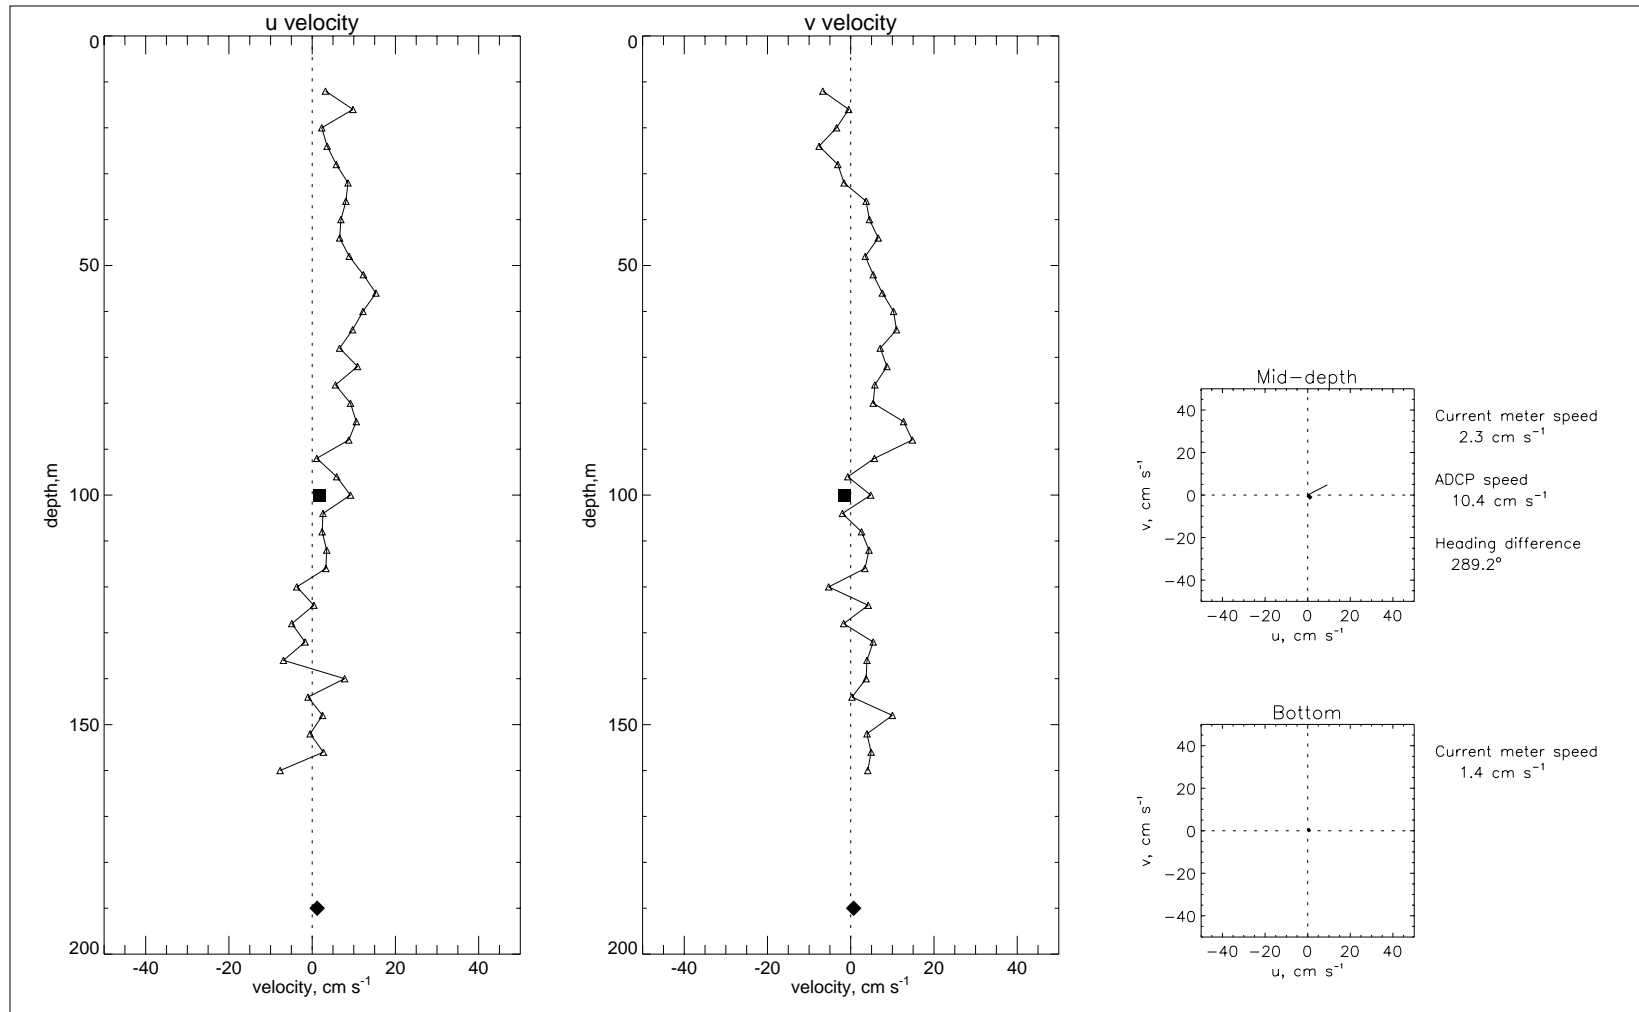 u velocity
0
50
100
150
200
depth,m
-40 -20 0 20 40
velocity, cm s⁻¹
v velocity
0
50
100
150
200
depth,m
-40 -20 0 20 40
velocity, cm s⁻¹
Mid−depth
40
20
0
−20
−40
v, cm s⁻¹
−40 −20 0 20 40
u, cm s⁻¹
Current meter speed
2.3 cm s⁻¹
ADCP speed
10.4 cm s⁻¹
Heading difference
289.2°
Bottom
40
20
0
−20
−40
v, cm s⁻¹
−40 −20 0 20 40
u, cm s⁻¹
Current meter speed
1.4 cm s⁻¹